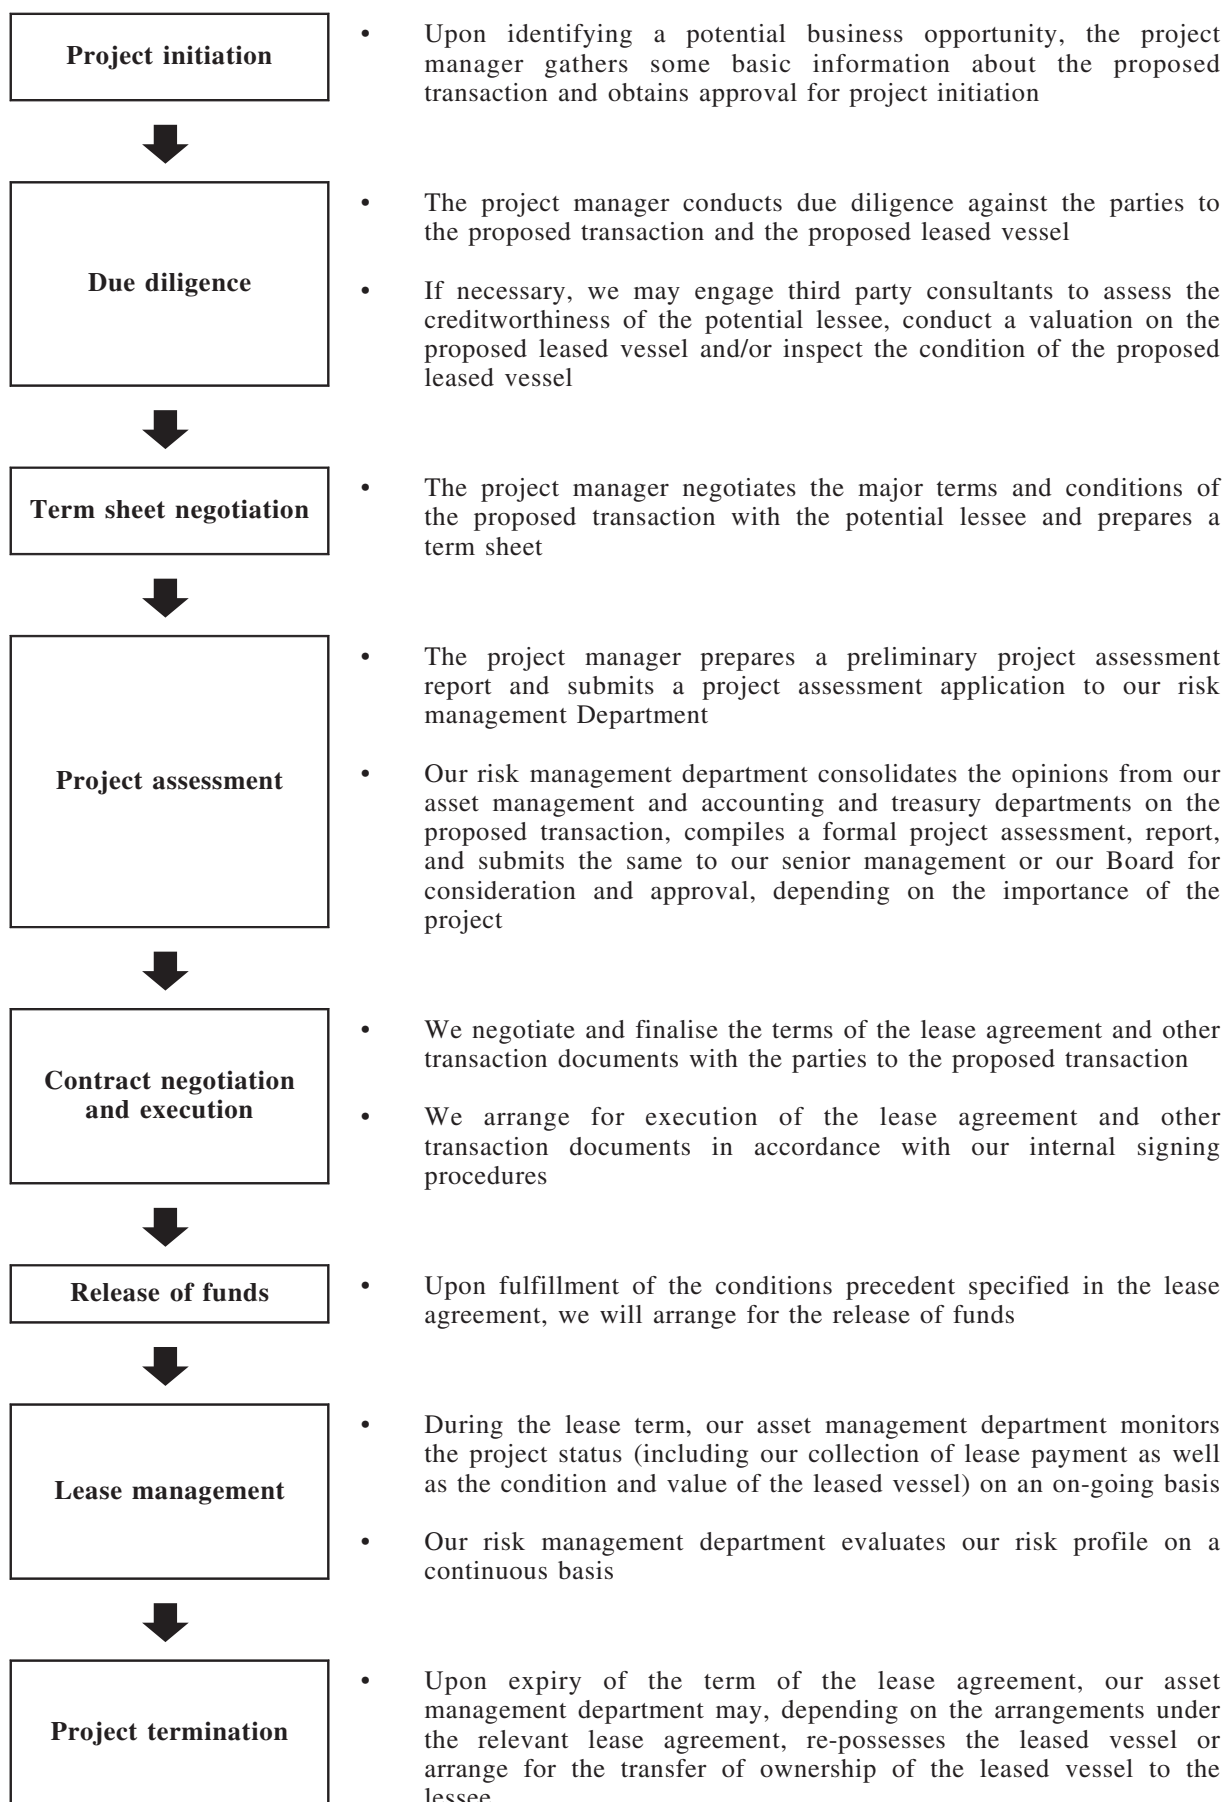 Project initiation
• Upon identifying a potential business opportunity, the project
manager gathers some basic information about the proposed
transaction and obtains approval for project initiation
Due diligence
• The project manager conducts due diligence against the parties to
the proposed transaction and the proposed leased vessel
• If necessary, we may engage third party consultants to assess the
creditworthiness of the potential lessee, conduct a valuation on the
proposed leased vessel and/or inspect the condition of the proposed
leased vessel
Term sheet negotiation
• The project manager negotiates the major terms and conditions of
the proposed transaction with the potential lessee and prepares a
term sheet
Project assessment
• The project manager prepares a preliminary project assessment
report and submits a project assessment application to our risk
management Department
• Our risk management department consolidates the opinions from our
asset management and accounting and treasury departments on the
proposed transaction, compiles a formal project assessment, report,
and submits the same to our senior management or our Board for
consideration and approval, depending on the importance of the
project
Contract negotiation
and execution
• We negotiate and finalise the terms of the lease agreement and other
transaction documents with the parties to the proposed transaction
• We arrange for execution of the lease agreement and other
transaction documents in accordance with our internal signing
procedures
Release of funds
• Upon fulfillment of the conditions precedent specified in the lease
agreement, we will arrange for the release of funds
Lease management
• During the lease term, our asset management department monitors
the project status (including our collection of lease payment as well
as the condition and value of the leased vessel) on an on-going basis
• Our risk management department evaluates our risk profile on a
continuous basis
Project termination
• Upon expiry of the term of the lease agreement, our asset
management department may, depending on the arrangements under
the relevant lease agreement, re-possesses the leased vessel or
arrange for the transfer of ownership of the leased vessel to the
lessee